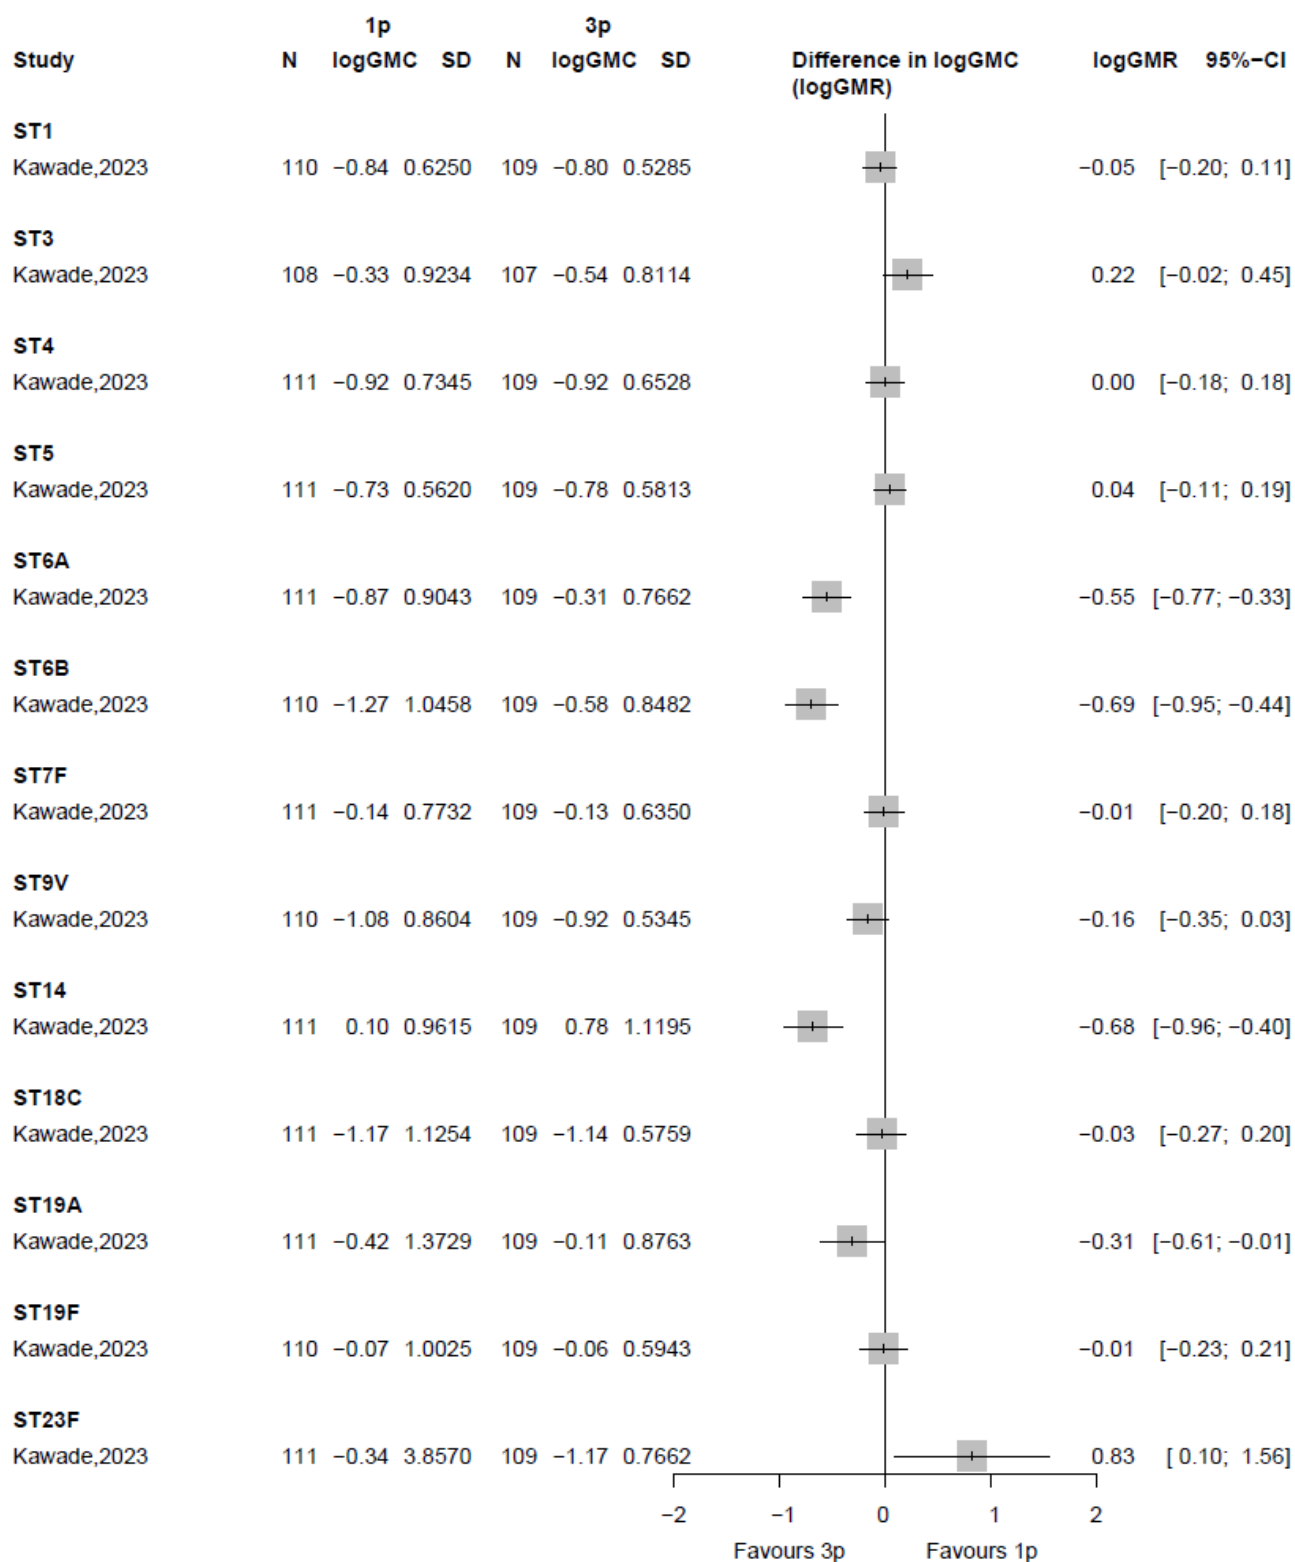 1p 3p
Study N logGMC SD N logGMC SD Difference in logGMC logGMR 95%−CI
(logGMR)
ST1
Kawade,2023 110 −0.84 0.6250 109 −0.80 0.5285 −0.05 [−0.20; 0.11]
ST3
Kawade,2023 108 −0.33 0.9234 107 −0.54 0.8114 0.22 [−0.02; 0.45]
ST4
Kawade,2023 111 −0.92 0.7345 109 −0.92 0.6528 0.00 [−0.18; 0.18]
ST5
Kawade,2023 111 −0.73 0.5620 109 −0.78 0.5813 0.04 [−0.11; 0.19]
ST6A
Kawade,2023 111 −0.87 0.9043 109 −0.31 0.7662 −0.55 [−0.77; −0.33]
ST6B
Kawade,2023 110 −1.27 1.0458 109 −0.58 0.8482 −0.69 [−0.95; −0.44]
ST7F
Kawade,2023 111 −0.14 0.7732 109 −0.13 0.6350 −0.01 [−0.20; 0.18]
ST9V
Kawade,2023 110 −1.08 0.8604 109 −0.92 0.5345 −0.16 [−0.35; 0.03]
ST14
Kawade,2023 111 0.10 0.9615 109 0.78 1.1195 −0.68 [−0.96; −0.40]
ST18C
Kawade,2023 111 −1.17 1.1254 109 −1.14 0.5759 −0.03 [−0.27; 0.20]
ST19A
Kawade,2023 111 −0.42 1.3729 109 −0.11 0.8763 −0.31 [−0.61; −0.01]
ST19F
Kawade,2023 110 −0.07 1.0025 109 −0.06 0.5943 −0.01 [−0.23; 0.21]
ST23F
Kawade,2023 111 −0.34 3.8570 109 −1.17 0.7662 0.83 [ 0.10; 1.56]
−2 −1 0 1 2
Favours 3p Favours 1p